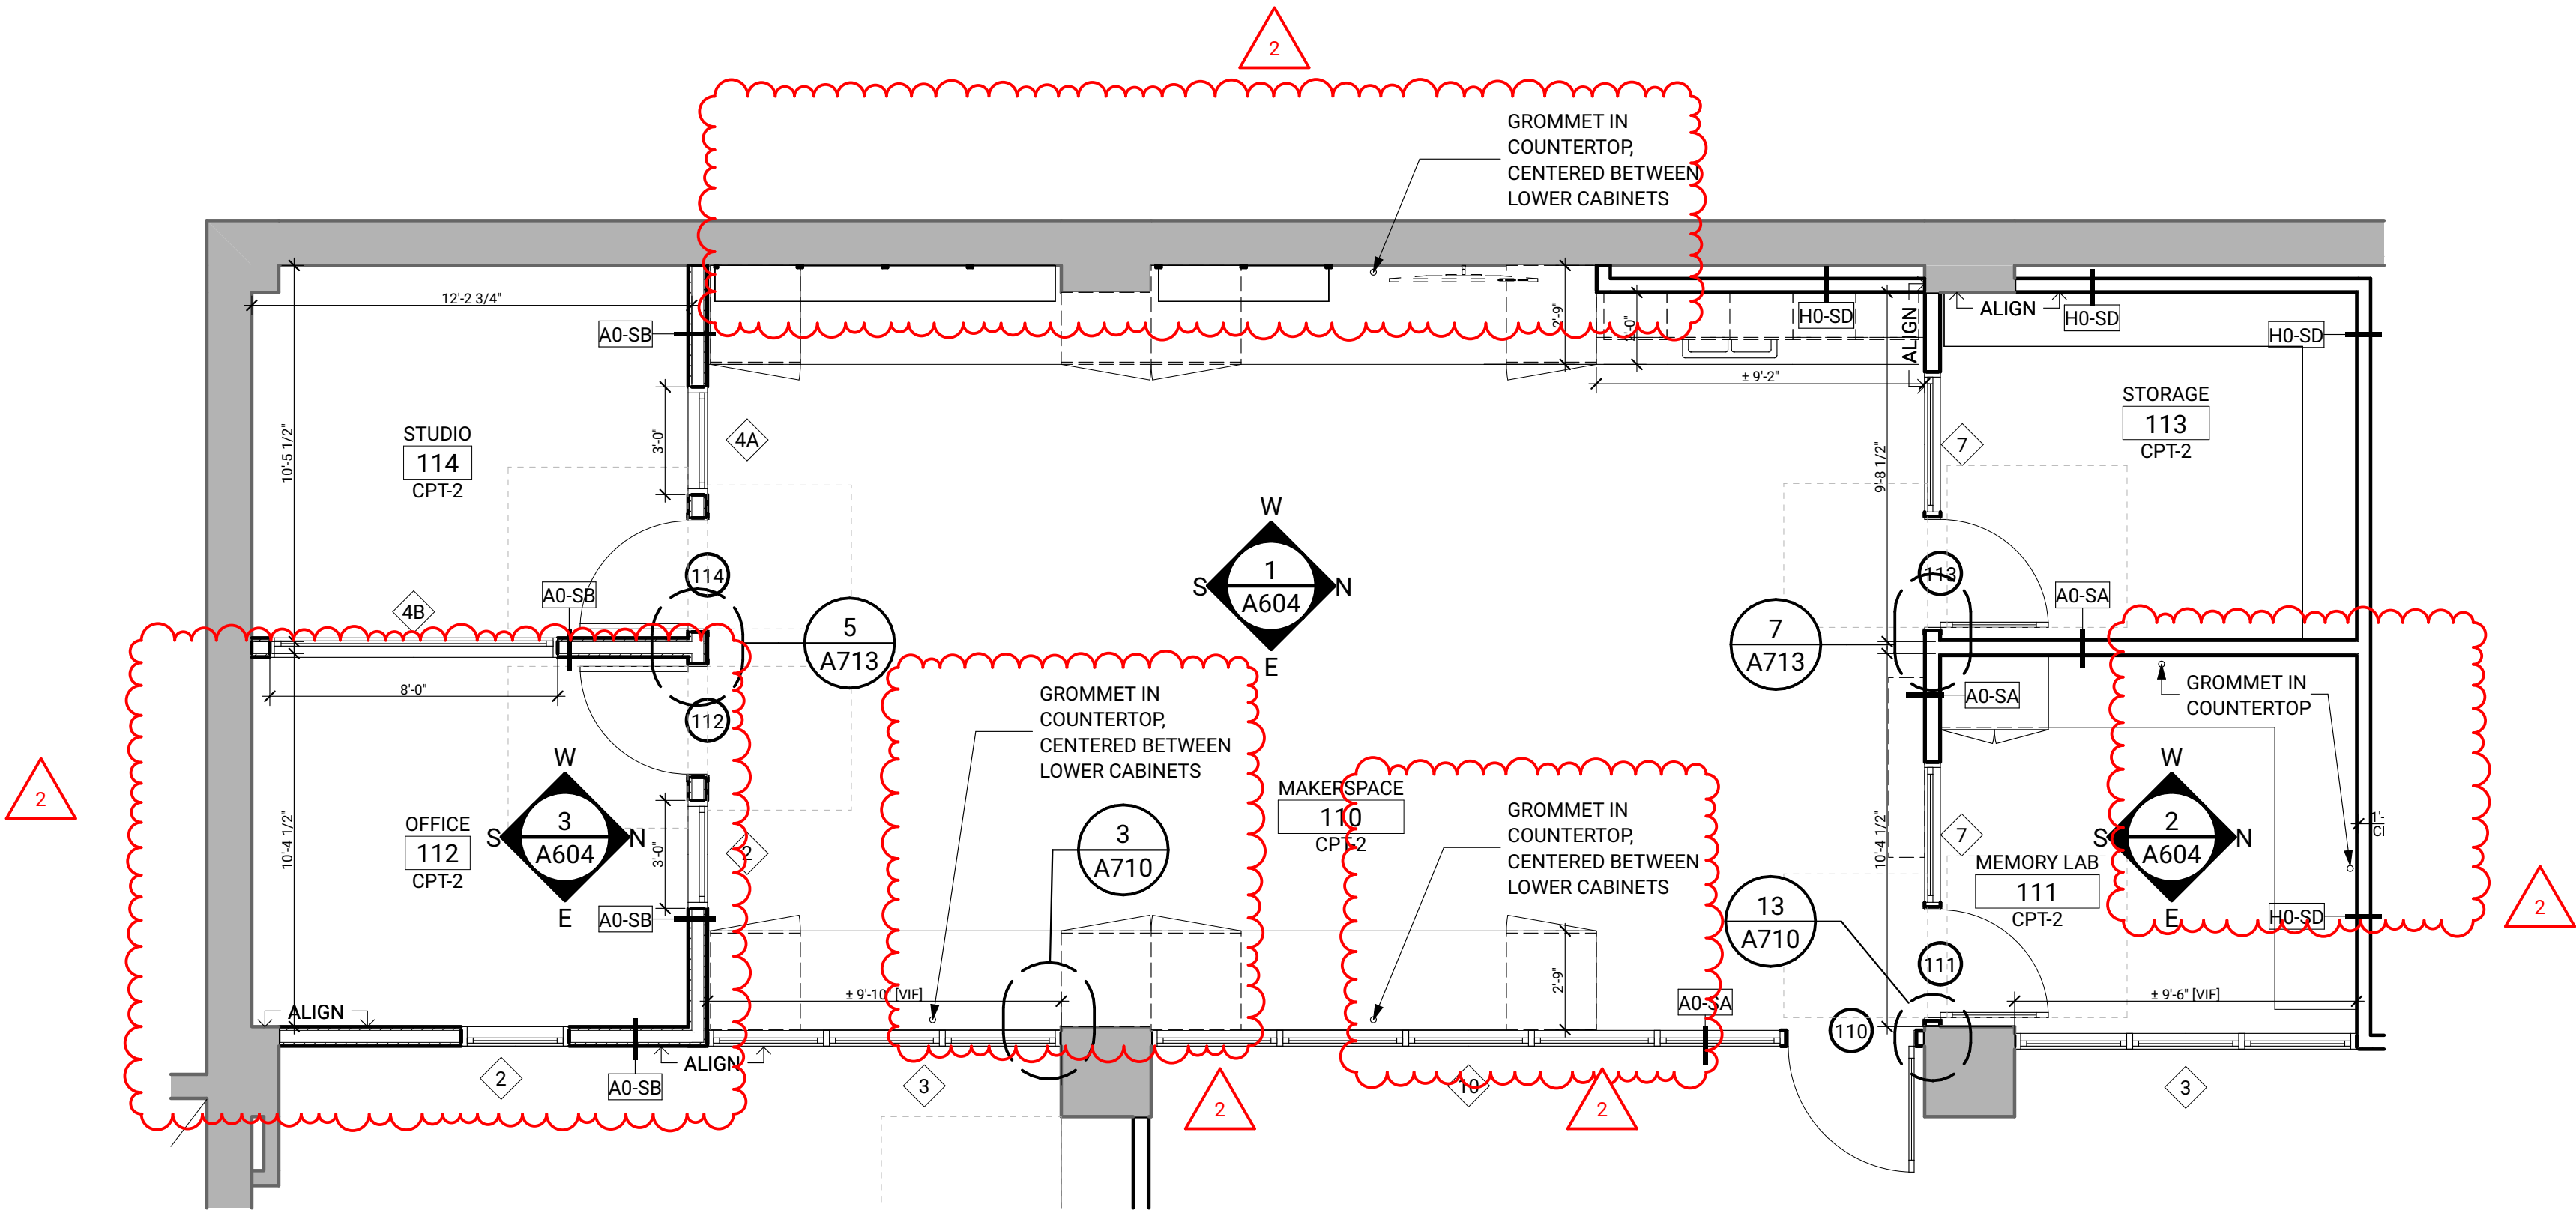 2
GROMMET IN
COUNTERTOP,
CENTERED BETWEEN
LOWER CABINETS
12'-2 3/4"
A0-SB
2'-9"
H0-SD
ALIGN
ALIGN
H0-SD
H0-SD
± 9'-2"
10'-5 1/2"
STUDIO
114
CPT-2
3'-0"
4A
9'-8 1/2"
7
STORAGE
113
CPT-2
W
S
1
A604
N
E
114
113
4B
A0-SB
5
A713
7
A713
A0-SA
8'-0"
112
GROMMET IN
COUNTERTOP,
CENTERED BETWEEN
LOWER CABINETS
A0-SA
GROMMET IN
COUNTERTOP
2
W
S
3
A604
N
E
OFFICE
112
CPT-2
10'-4 1/2"
3'-0"
2
3
A710
MAKERSPACE
110
CPT-2
GROMMET IN
COUNTERTOP,
CENTERED BETWEEN
LOWER CABINETS
10'-4 1/2"
7
MEMORY LAB
111
CPT-2
W
S
2
A604
N
E
1'-
2
A0-SB
13
A710
H0-SD
111
± 9'-10" [VIF]
2'-9"
A0-SA
± 9'-6" [VIF]
ALIGN
110
ALIGN
2
A0-SB
3
2
10
2
3